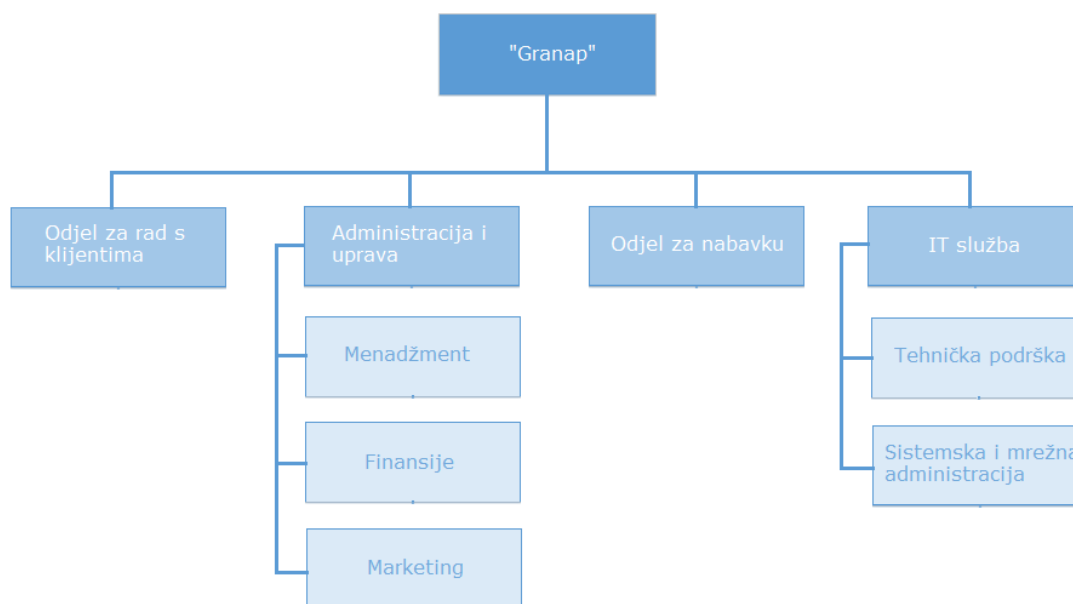 "Granap"
Odjel za rad s
klijentima
Administracija i
uprava
Odjel za nabavku
IT služba
Menadžment
Tehnička podrška
Finansije
Sistemska i mrežna
administracija
Marketing